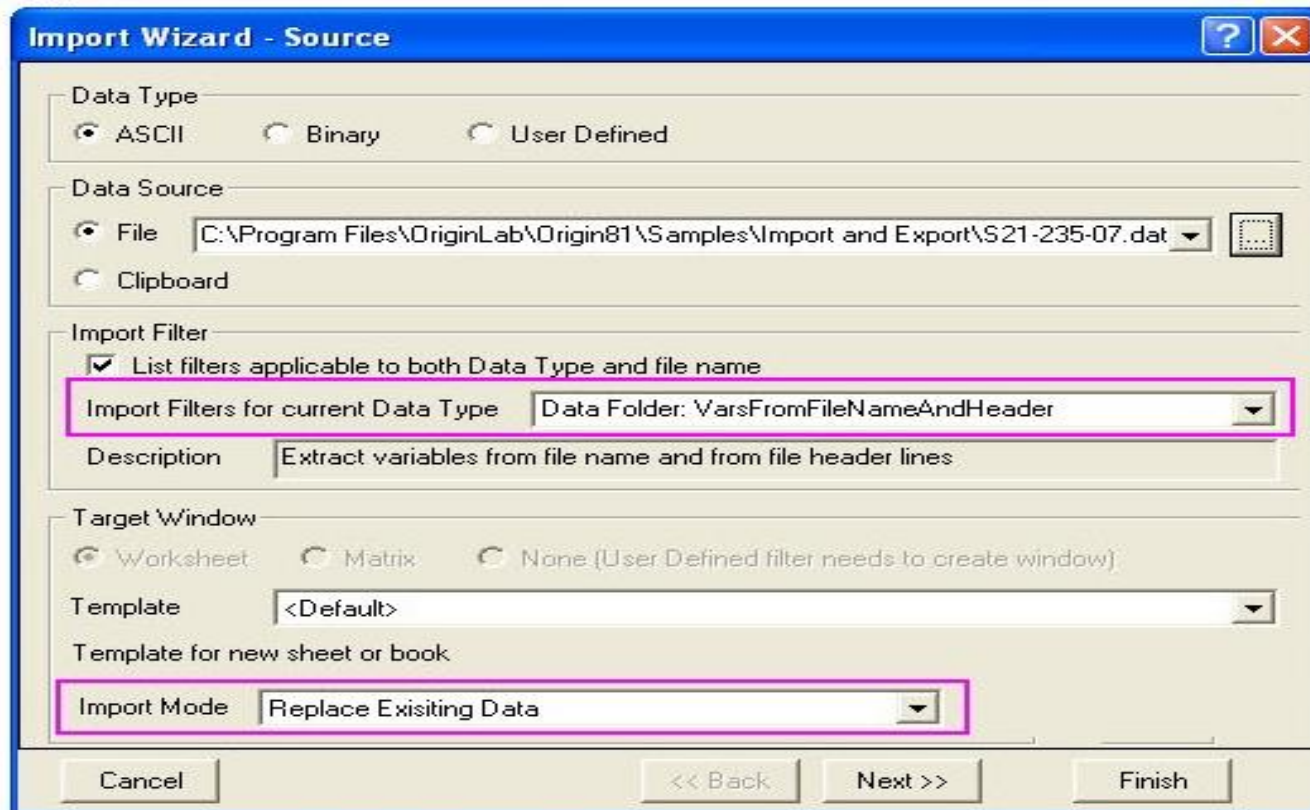 Import Wizard - Source
Data Type
ASCII Binary User Defined
Data Source
File C:\Program Files\OriginLab\Origin81\Samples\Import and Export\S21-235-07.dat ...
Clipboard
Import Filter
List filters applicable to both Data Type and file name
Import Filters for current Data Type Data Folder: VarsFromFileNameAndHeader
Description Extract variables from file name and from file header lines
Target Window
Worksheet Matrix None (User Defined filter needs to create window)
Template <Default>
Template for new sheet or book
Import Mode Replace Exisiting Data
Cancel << Back Next >> Finish